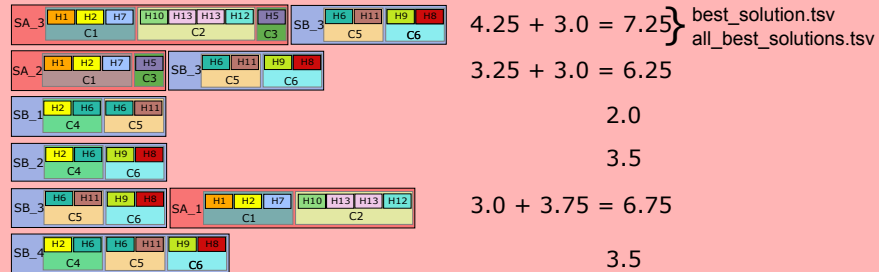 SA_3 H1 H2 H7 H10 H13 H13 H12 H5 SB_3 H6 H11 H9 H8 4.25 + 3.0 = 7.25} best_solution.tsv
C1 C2 C3 C5 C6 all_best_solutions.tsv
SA_2 H1 H2 H7 H5 SB_3 H6 H11 H9 H8 3.25 + 3.0 = 6.25
C1 C3 C5 C6
SB_1 H2 H6 H6 H11 2.0
C4 C5
SB_2 H2 H6 H9 H8 3.5
C4 C6
SB_3 H6 H11 H9 H8 SA_1 H1 H2 H7 H10 H13 H13 H12 3.0 + 3.75 = 6.75
C5 C6 C1 C2
SB_4 H2 H6 H6 H11 H9 H8 3.5
C4 C5 C6